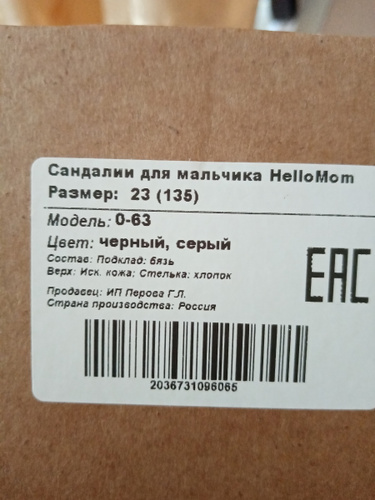 Сандалии для мальчика HelloMom
Размер: 23 (135)
Модель: 0-63
Цвет: черный, серый
Состав: Подклад: бязь
Верх: Иск. кожа; Стелька: хлопок
Продавец: ИП Перова Г.Л.
Страна производства: Россия
EAC
2036731096065